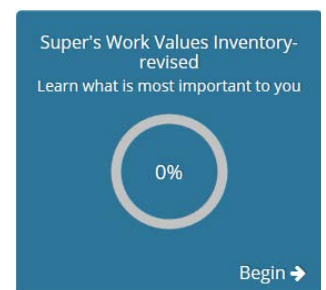 Super's Work Values Inventory-
revised
Learn what is most important to you
0%
Begin →